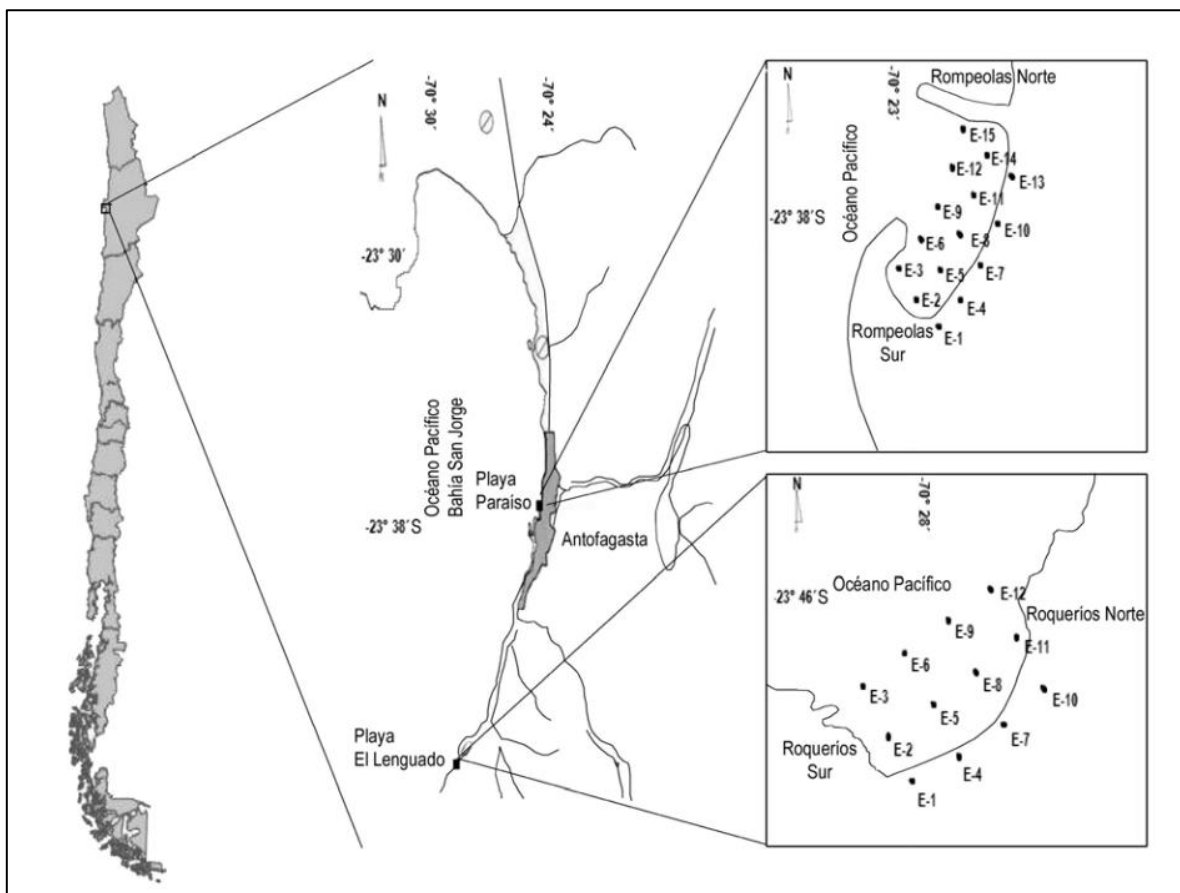 N
-70° 30´
-70° 24´
-23° 30´
Océano Pacífico
Bahía San Jorge
Playa
Paraíso
-23° 38´S
Antofagasta
Playa
El Lenguado
N
-70° 23´
Rompeolas Norte
Océano Pacífico
-23° 38´S
E-15
E-14
E-12
E-13
E-11
E-9
E-10
E-6
E-8
E-3
E-5
E-7
E-2
E-4
E-1
Rompeolas
Sur
N
-70° 28´
Océano Pacífico
-23° 46´S
E-12
Roquerios Norte
E-9
E-11
E-6
E-8
E-3
E-10
E-5
E-7
E-2
Roquerios
Sur
E-4
E-1